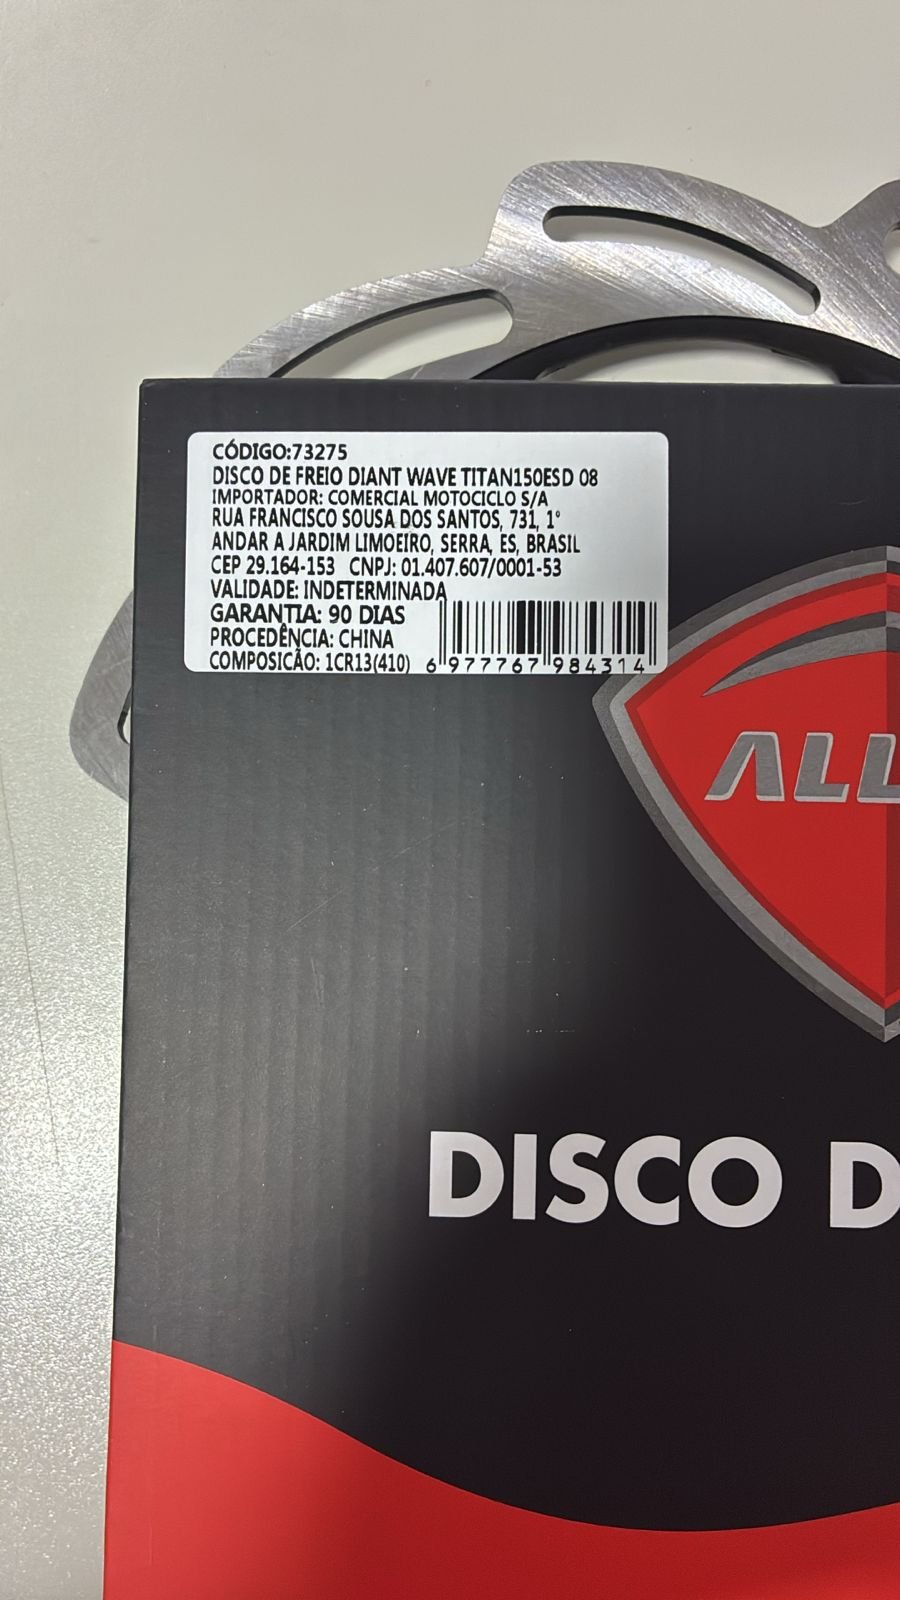 CÓDIGO:73275
DISCO DE FREIO DIANT WAVE TITAN150ESD 08
IMPORTADOR: COMERCIAL MOTOCICLO S/A
RUA FRANCISCO SOUSA DOS SANTOS, 731, 1°
ANDAR A JARDIM LIMOEIRO, SERRA, ES, BRASIL
CEP 29.164-153 CNPJ: 01.407.607/0001-53
VALIDADE: INDETERMINADA
GARANTIA: 90 DIAS
PROCEDÊNCIA: CHINA
COMPOSICÃO: 1CR13(410)
6 977767 984314
ALL
DISCO D